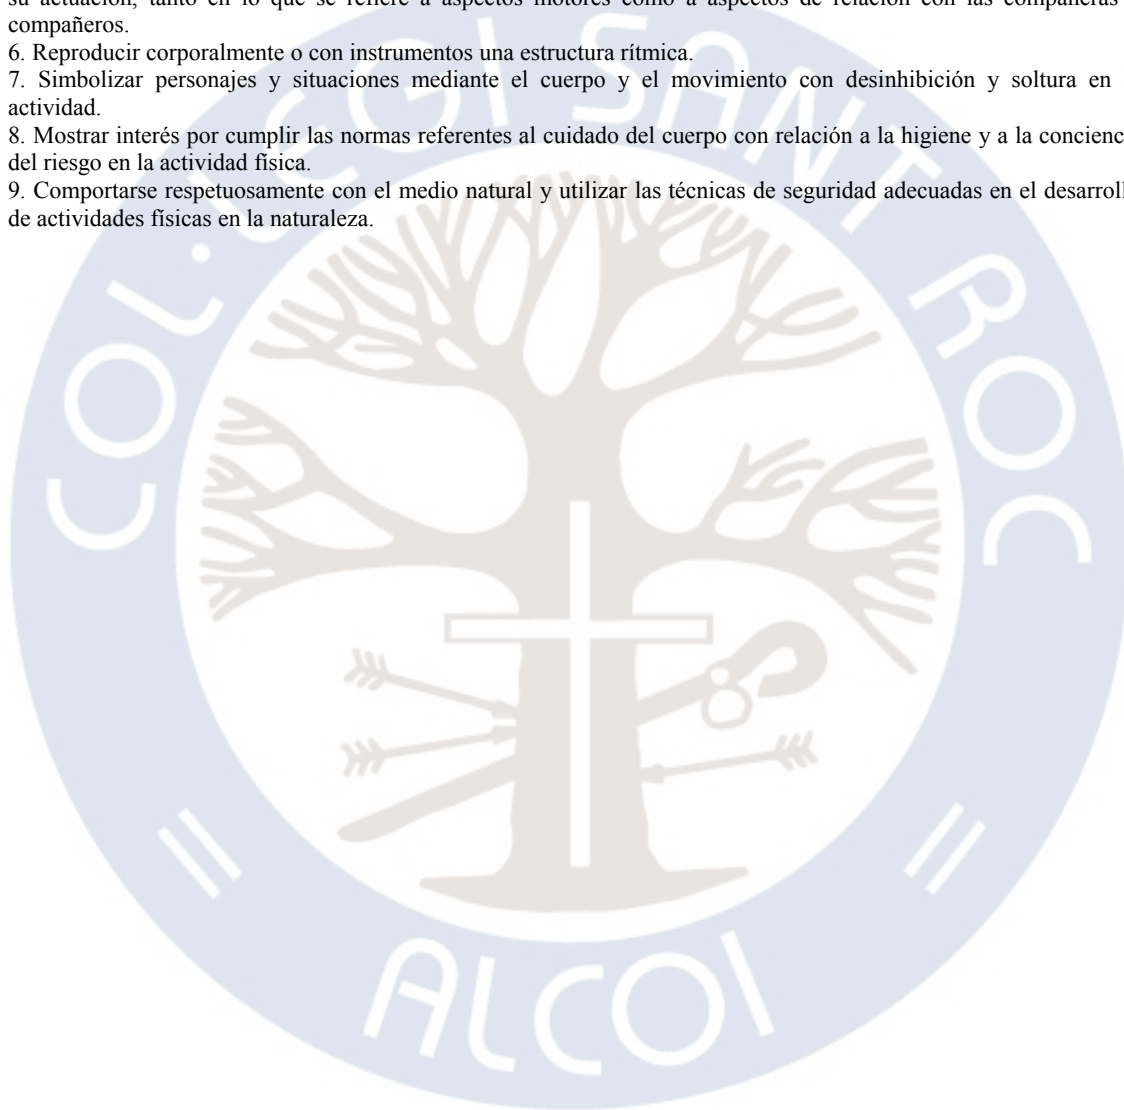 su actuación, tanto en lo que se refiere a aspectos motores como a aspectos de relación con las compañeras
compañeros.
6. Reproducir corporalmente o con instrumentos una estructura rítmica.
7. Simbolizar personajes y situaciones mediante el cuerpo y el movimiento con desinhibición y soltura en
actividad.
8. Mostrar interés por cumplir las normas referentes al cuidado del cuerpo con relación a la higiene y a la concienc
del riesgo en la actividad física.
9. Comportarse respetuosamente con el medio natural y utilizar las técnicas de seguridad adecuadas en el desarroll
de actividades físicas en la naturaleza.
COL·LEGI SANT ROC
ALCOI